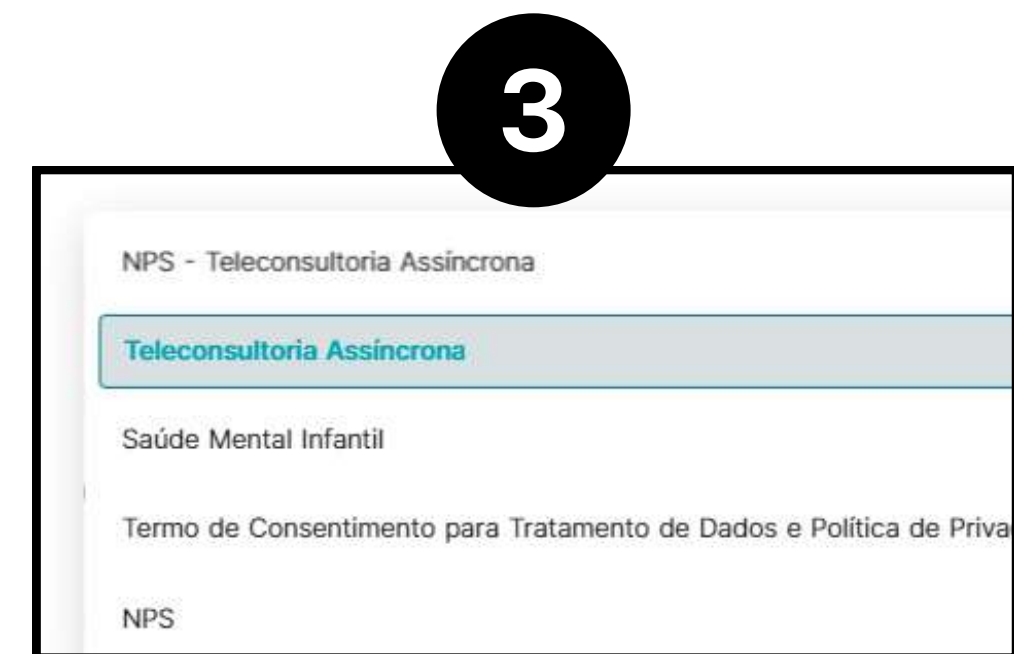 3
NPS - Teleconsultoria Assíncrona
Teleconsultoria Assíncrona
Saúde Mental Infantil
Termo de Consentimento para Tratamento de Dados e Política de Priva
NPS